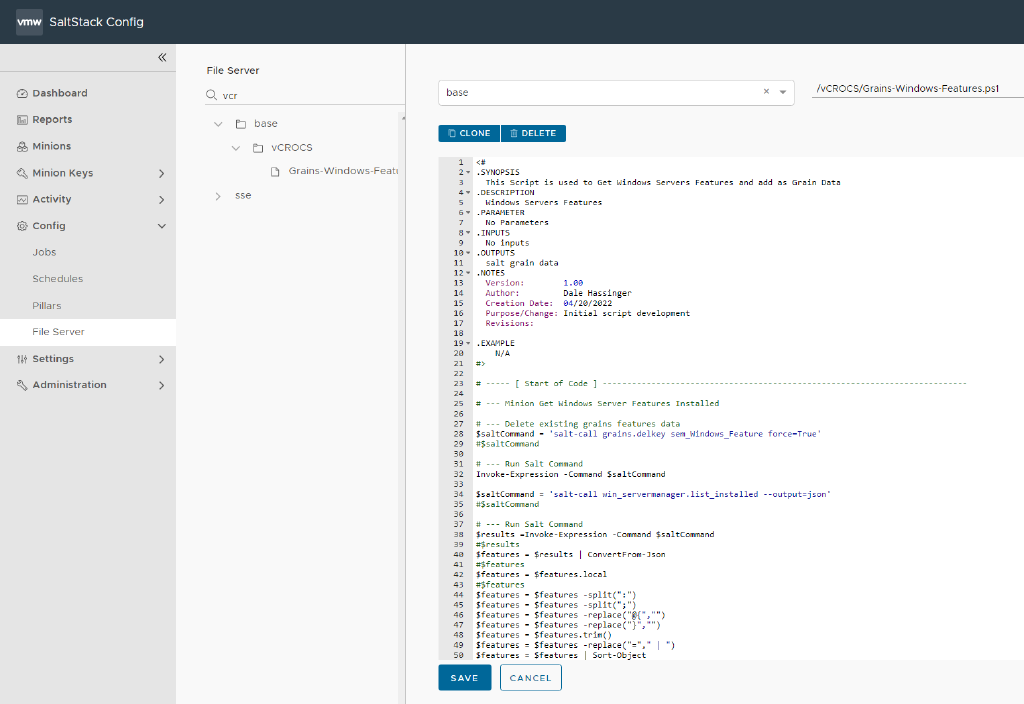 vmw SaltStack Config
Dashboard
Reports
Minions
Minion Keys
Activity
Config
Jobs
Schedules
Pillars
File Server
Settings
Administration
File Server
vcr
base
vCROCS
Grains-Windows-Feat
sse
base
/vCROCS/Grains-Windows-Features.ps1
CLONE DELETE
1 <#
2 .SYNOPSIS
3 This Script is used to Get Windows Servers Features and add as Grain Data
4 .DESCRIPTION
5 Windows Servers Features
6 .PARAMETER
7 No Parameters
8 .INPUTS
9 No inputs
10 .OUTPUTS
11 salt grain data
12 .NOTES
13 Version: 1.00
14 Author: Dale Hassinger
15 Creation Date: 04/20/2022
16 Purpose/Change: Initial script development
17 Revisions:
18
19 .EXAMPLE
20 N/A
21 #>
22
23 # ----- [ Start of Code ] ---------------------------------------------------------------------------
24
25 # --- Minion Get Windows Server Features Installed
26
27 # --- Delete existing grains features data
28 $saltCommand = 'salt-call grains.delkey sem_Windows_Feature force=True'
29 #$saltCommand
30
31 # --- Run Salt Command
32 Invoke-Expression -Command $saltCommand
33
34 $saltCommand = 'salt-call win_servermanager.list_installed --output=json'
35 #$saltCommand
36
37 # --- Run Salt Command
38 $results =Invoke-Expression -Command $saltCommand
39 #$results
40 $features = $results | ConvertFrom-Json
41 #$features
42 $features = $features.local
43 #$features
44 $features = $features -split(":")
45 $features = $features -split(";")
46 $features = $features -replace("@{","")
47 $features = $features -replace("}","")
48 $features = $features.trim()
49 $features = $features -replace("="," | ")
50 $features = $features | Sort-Object
SAVE CANCEL